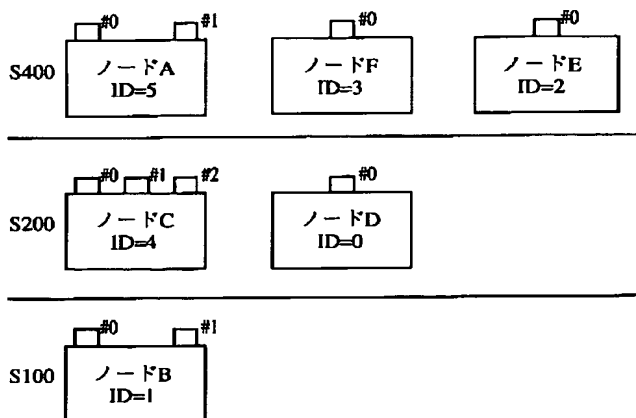 #0 #1 #0 #0
S400 ノードA ノードF ノードE
ID=5 ID=3 ID=2
#0 #1 #2 #0
S200 ノードC ノードD
ID=4 ID=0
#0 #1
S100 ノードB
ID=1